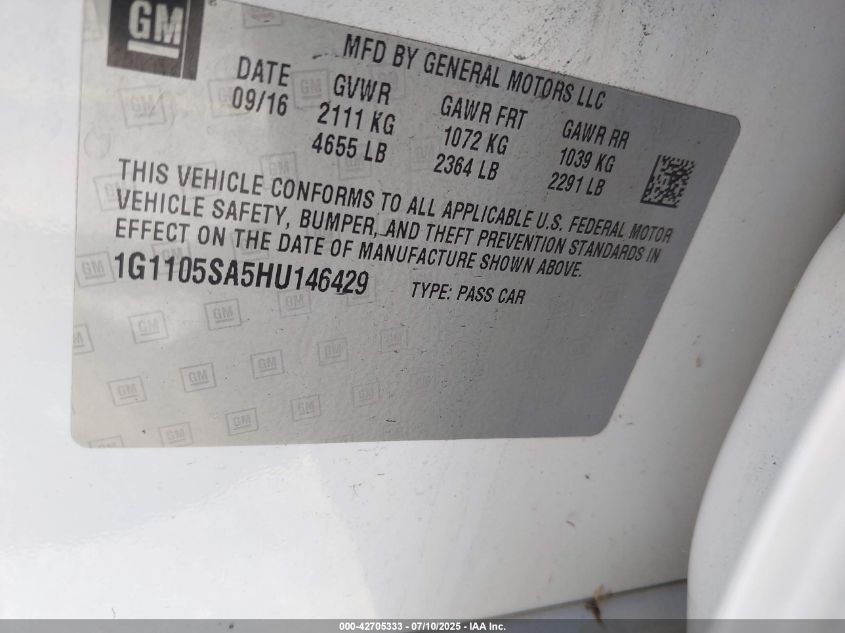 GM
MFD BY GENERAL MOTORS LLC
DATE GVWR GAWR FRT GAWR RR
09/16 2111 KG 1072 KG 1039 KG
4655 LB 2364 LB 2291 LB
THIS VEHICLE CONFORMS TO ALL APPLICABLE U.S. FEDERAL MOTOR
VEHICLE SAFETY, BUMPER, AND THEFT PREVENTION STANDARDS IN
EFFECT ON THE DATE OF MANUFACTURE SHOWN ABOVE.
1G1105SA5HU146429 TYPE: PASS CAR
000-42705333 - 07/10/2025 - IAA Inc.